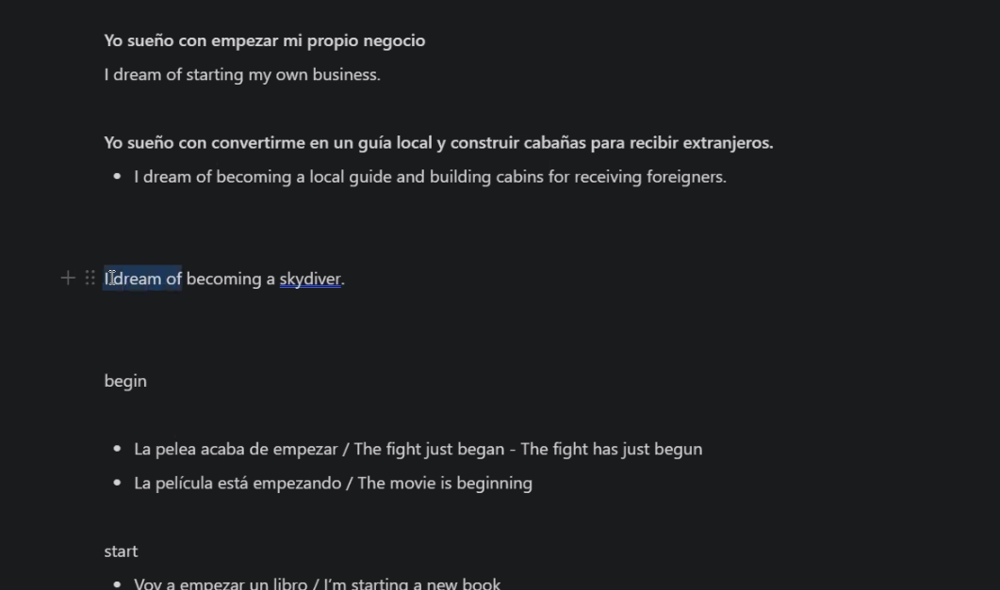 Yo sueño con empezar mi propio negocio
I dream of starting my own business.
Yo sueño con convertirme en un guía local y construir cabañas para recibir extranjeros.
• I dream of becoming a local guide and building cabins for receiving foreigners.
I dream of becoming a skydiver.
begin
• La pelea acaba de empezar / The fight just began - The fight has just begun
• La película está empezando / The movie is beginning
start
• Voy a empezar un libro / I'm starting a new book